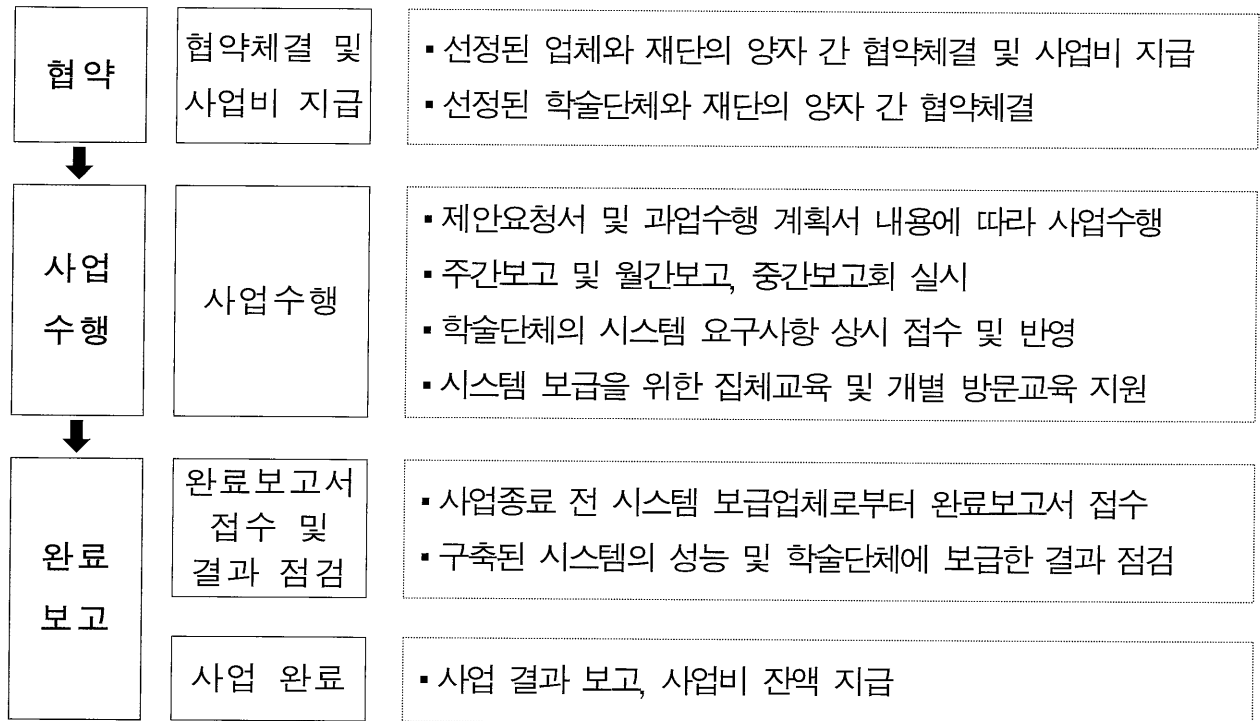 협약
협약체결 및
사업비 지급
▪ 선정된 업체와 재단의 양자 간 협약체결 및 사업비 지급
▪ 선정된 학술단체와 재단의 양자 간 협약체결
사업
수행
사업수행
▪ 제안요청서 및 과업수행 계획서 내용에 따라 사업수행
▪ 주간보고 및 월간보고, 중간보고회 실시
▪ 학술단체의 시스템 요구사항 상시 접수 및 반영
▪ 시스템 보급을 위한 집체교육 및 개별 방문교육 지원
완료
보고
완료보고서
접수 및
결과 점검
▪ 사업종료 전 시스템 보급업체로부터 완료보고서 접수
▪ 구축된 시스템의 성능 및 학술단체에 보급한 결과 점검
사업 완료
▪ 사업 결과 보고, 사업비 잔액 지급